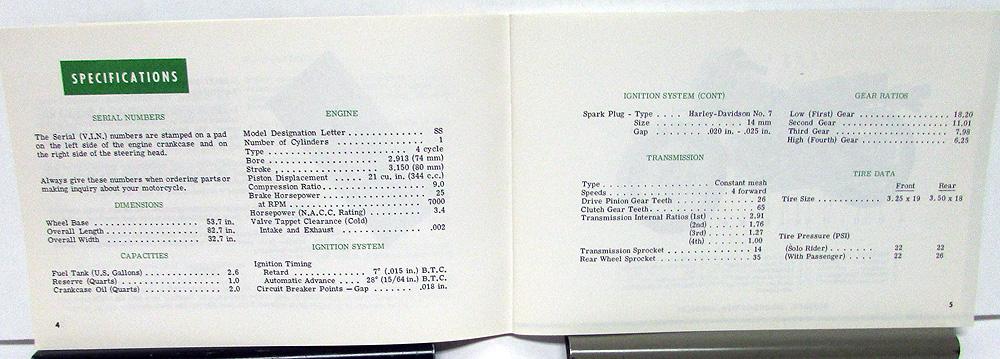 SPECIFICATIONS
SERIAL NUMBERS
The Serial (V.I.N.) numbers are stamped on a pad
on the left side of the engine crankcase and on
the right side of the steering head.
Always give these numbers when ordering parts or
making inquiry about your motorcycle.
DIMENSIONS
Wheel Base . . . . . . . . . . 53.7 in.
Overall Length . . . . . . . . . . 82.7 in.
Overall Width . . . . . . . . . . 32.7 in.
CAPACITIES
Fuel Tank (U.S. Gallons) . . . . . . . . . . 2.6
Reserve (Quarts) . . . . . . . . . . 1.0
Crankcase Oil (Quarts) . . . . . . . . . . 2.0
4
ENGINE
Model Designation Letter . . . . . . . . . . SS
Number of Cylinders . . . . . . . . . . 1
Type . . . . . . . . . . 4 cycle
Bore . . . . . . . . . . 2.913 (74 mm)
Stroke . . . . . . . . . . 3.150 (80 mm)
Piston Displacement . . . . . 21 cu. in. (344 c.c.)
Compression Ratio . . . . . . . . . . 9.0
Brake Horsepower . . . . . . . . . . 25
at RPM . . . . . . . . . . 7000
Horsepower (N.A.C.C. Rating) . . . . . . . . . . 3.4
Valve Tappet Clearance (Cold)
Intake and Exhaust . . . . . . . . . . .002
IGNITION SYSTEM
Ignition Timing
Retard . . . . . . . . . . 7° (.015 in.) B.T.C.
Automatic Advance . . . . 28° (15/64 in.) B.T.C.
Circuit Breaker Points - Gap . . . . . . . .018 in.
IGNITION SYSTEM (CONT)
Spark Plug - Type . . . Harley-Davidson No. 7
Size . . . . . . . . . . 14 mm
Gap . . . . . . . . . . .020 in. - .025 in.
TRANSMISSION
Type . . . . . . . . . . Constant mesh
Speeds . . . . . . . . . . 4 forward
Drive Pinion Gear Teeth . . . . . . . . . . 26
Clutch Gear Teeth . . . . . . . . . . 65
Transmission Internal Ratios (1st) . . . . . . 2.91
(2nd) . . . . . . 1.76
(3rd) . . . . . . 1.27
(4th) . . . . . . 1.00
Transmission Sprocket . . . . . . . . . . 14
Rear Wheel Sprocket . . . . . . . . . . 35
GEAR RATIOS
Low (First) Gear . . . . . . . . . . 18.20
Second Gear . . . . . . . . . . 11.01
Third Gear . . . . . . . . . . 7.98
High (Fourth) Gear . . . . . . . . . . 6.25
TIRE DATA
Front Rear
Tire Size . . . . . . . . . . 3.25 x 19 3.50 x 18
Tire Pressure (PSI)
(Solo Rider) . . . . . . . 22 22
(With Passenger) . . . . 22 26
5